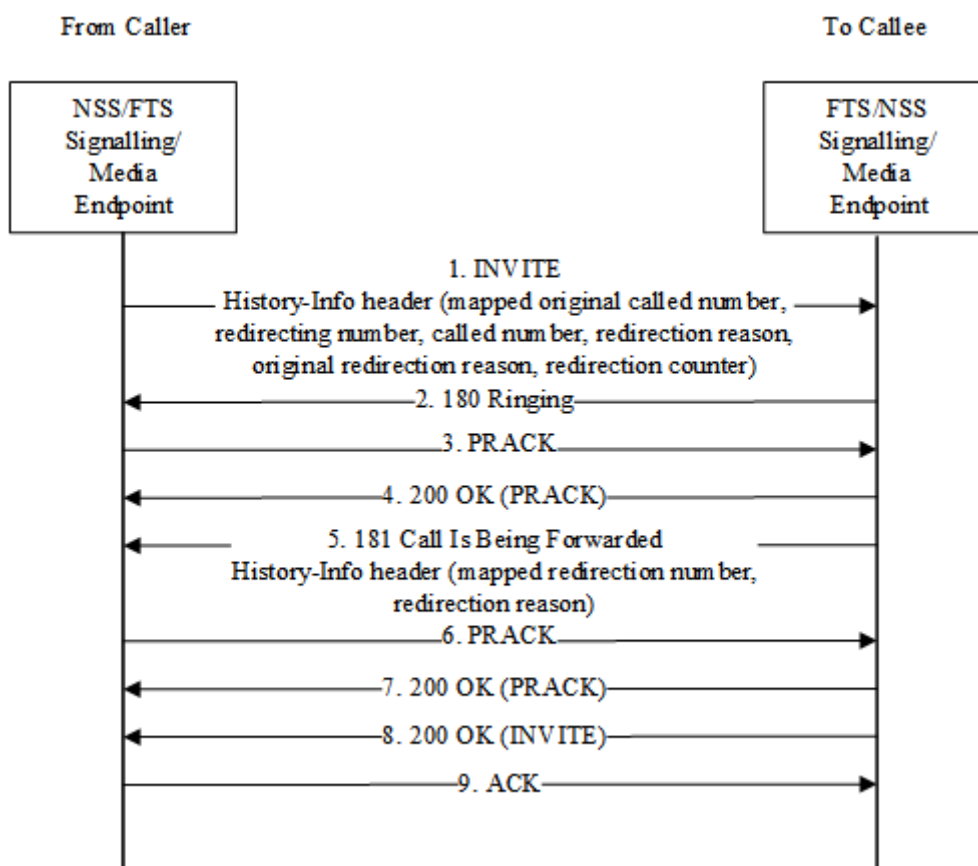 From Caller
To Callee
NSS/FTS
Signalling/
Media
Endpoint
FTS/NSS
Signalling/
Media
Endpoint
1. INVITE
History-Info header (mapped original called number,
redirecting number, called number, redirection reason,
original redirection reason, redirection counter)
2. 180 Ringing
3. PRACK
4. 200 OK (PRACK)
5. 181 Call Is Being Forwarded
History-Info header (mapped redirection number,
redirection reason)
6. PRACK
7. 200 OK (PRACK)
8. 200 OK (INVITE)
9. ACK